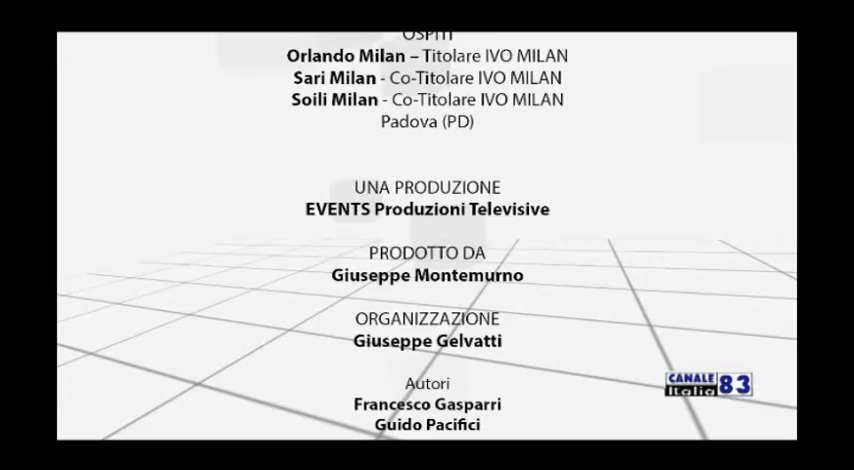 OSPITI
Orlando Milan – Titolare IVO MILAN
Sari Milan - Co-Titolare IVO MILAN
Soili Milan - Co-Titolare IVO MILAN
Padova (PD)
UNA PRODUZIONE
EVENTS Produzioni Televisive
PRODOTTO DA
Giuseppe Montemurno
ORGANIZZAZIONE
Giuseppe Gelvatti
Autori
Francesco Gasparri
Guido Pacifici
CANALE 83
Italia